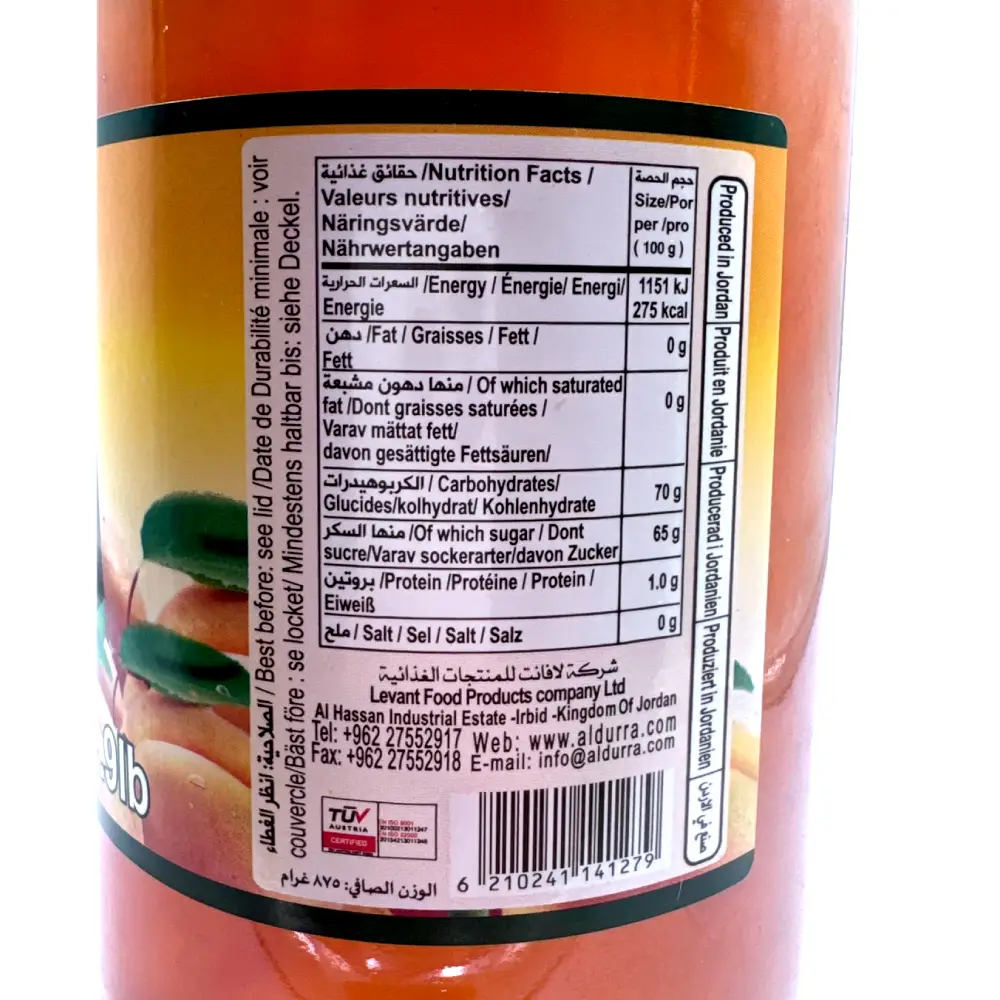 حقائق غذائية /Nutrition Facts /
Valeurs nutritives/
Näringsvärde/
Nährwertangaben
حجم الحصة
Size/Por
per /pro
( 100 g )
السعرات الحرارية /Energy / Énergie/ Energi/
Energie
1151 kJ
275 kcal
دهن /Fat / Graisses / Fett /
Fett
0 g
منها دهون مشبعة / Of which saturated
fat /Dont graisses saturées /
Varav mättat fett/
davon gesättigte Fettsäuren/
0 g
الكربوهيدرات / Carbohydrates/
Glucides/kolhydrat/ Kohlenhydrate
70 g
منها السكر /Of which sugar / Dont
sucre/Varav sockerarter/davon Zucker
65 g
بروتين /Protein /Protéine / Protein /
Eiweiß
1.0 g
ملح / Salt / Sel / Salt / Salz
0 g
شركة لافانت للمنتجات الغذائية
Levant Food Products company Ltd
Al Hassan Industrial Estate -Irbid -Kingdom Of Jordan
Tel: +962 27552917 Web: www.aldurra.com
Fax: +962 27552918 E-mail: info@aldurra.com
TÜV
AUSTRIA
CERTIFIED
EN ISO 9001
EN ISO 22000
الوزن الصافي: ٨٧٥ غرام
6 210241 141279
الصلاحية: انظر الغطاء / Best before: see lid /Date de Durabilité minimale : voir
couvercle/Bäst före : se locket/ Mindestens haltbar bis: siehe Deckel.
Produced in Jordan Produit en Jordanie Producerad i Jordanien Produziert in Jordanien صنع في الاردن
9lb